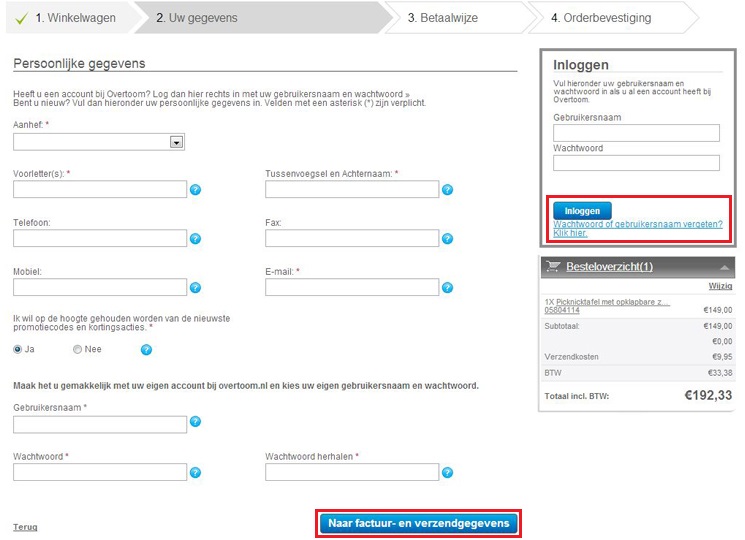 1. Winkelwagen
2. Uw gegevens
3. Betaalwijze
4. Orderbevestiging
Persoonlijke gegevens
Heeft u een account bij Overtoom? Log dan hier rechts in met uw gebruikersnaam en wachtwoord »
Bent u nieuw? Vul dan hieronder uw persoonlijke gegevens in. Velden met een asterisk (*) zijn verplicht.
Aanhef: *
Voorletter(s): *
Tussenvoegsel en Achternaam: *
Telefoon:
Fax:
Mobiel:
E-mail: *
Ik wil op de hoogte gehouden worden van de nieuwste
promotiecodes en kortingsacties. *
Ja
Nee
Maak het u gemakkelijk met uw eigen account bij overtoom.nl en kies uw eigen gebruikersnaam en wachtwoord.
Gebruikersnaam *
Wachtwoord *
Wachtwoord herhalen *
Terug
Naar factuur- en verzendgegevens
Inloggen
Vul hieronder uw gebruikersnaam en
wachtwoord in als u al een account heeft bij
Overtoom.
Gebruikersnaam
Wachtwoord
Inloggen
Wachtwoord of gebruikersnaam vergeten?
Klik hier.
Besteloverzicht(1)
Wijzig
1X Picknicktafel met opklapbare z...
05804114 €149,00
Subtotaal: €149,00
€0,00
Verzendkosten €9,95
BTW €33,38
Totaal incl. BTW: €192,33